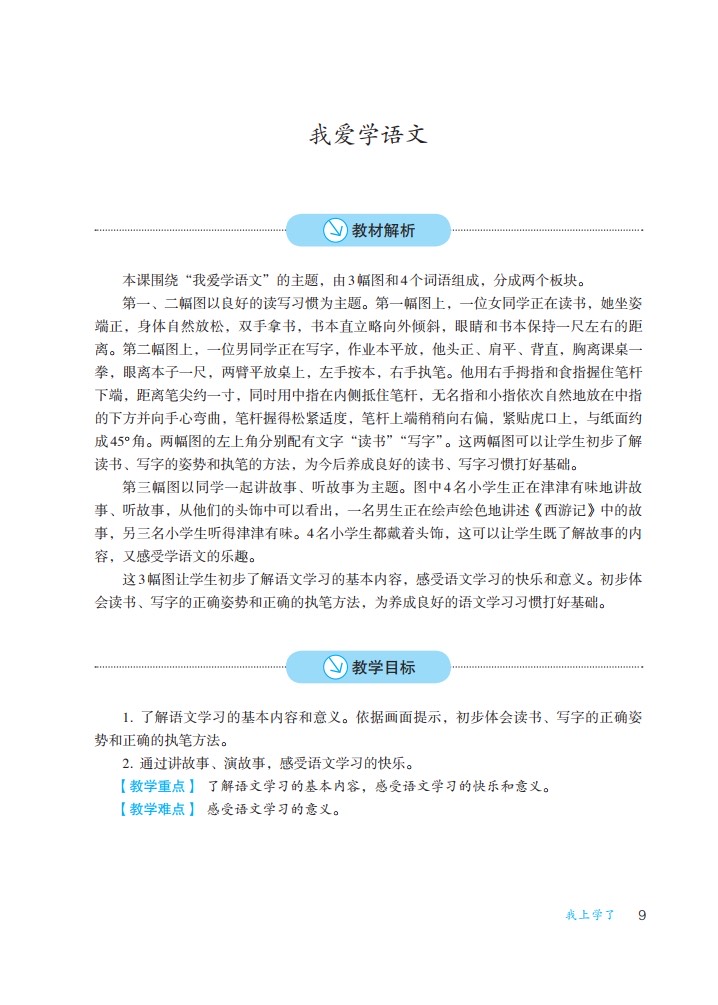 我爱学语文
教材解析
本课围绕“我爱学语文”的主题，由3幅图和4个词语组成，分成两个板块。
第一、二幅图以良好的读写习惯为主题。第一幅图上，一位女同学正在读书，她坐姿
端正，身体自然放松，双手拿书，书本直立略向外倾斜，眼睛和书本保持一尺左右的距
离。第二幅图上，一位男同学正在写字，作业本平放，他头正、肩平、背直，胸离课桌一
拳，眼离本子一尺，两臂平放桌上，左手按本，右手执笔。他用右手拇指和食指握住笔杆
下端，距离笔尖约一寸，同时用中指在内侧抵住笔杆，无名指和小指依次自然地放在中指
的下方并向手心弯曲，笔杆握得松紧适度，笔杆上端稍稍向右偏，紧贴虎口上，与纸面约
成45°角。两幅图的左上角分别配有文字“读书”“写字”。这两幅图可以让学生初步了解
读书、写字的姿势和执笔的方法，为今后养成良好的读书、写字习惯打好基础。
第三幅图以同学一起讲故事、听故事为主题。图中4名小学生正在津津有味地讲故
事、听故事，从他们的头饰中可以看出，一名男生正在绘声绘色地讲述《西游记》中的故
事，另三名小学生听得津津有味。4名小学生都戴着头饰，这可以让学生既了解故事的内
容，又感受学语文的乐趣。
这3幅图让学生初步了解语文学习的基本内容，感受语文学习的快乐和意义。初步体
会读书、写字的正确姿势和正确的执笔方法，为养成良好的语文学习习惯打好基础。
教学目标
1. 了解语文学习的基本内容和意义。依据画面提示，初步体会读书、写字的正确姿
势和正确的执笔方法。
2. 通过讲故事、演故事，感受语文学习的快乐。
【教学重点】 了解语文学习的基本内容，感受语文学习的快乐和意义。
【教学难点】 感受语文学习的意义。
我上学了 9